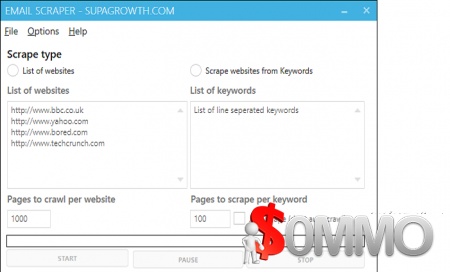 EMAIL SCRAPER - SUPAGROWTH.COM
File Options Help
Scrape type
List of websites
Scrape websites from Keywords
List of websites
List of keywords
http://www.bbc.co.uk
http://www.yahoo.com
http://www.bored.com
http://www.techcrunch.com
List of line seperated keywords
Pages to crawl per website
Pages to scrape per keyword
1000
100
$OMMO
START
PAUSE
STOP